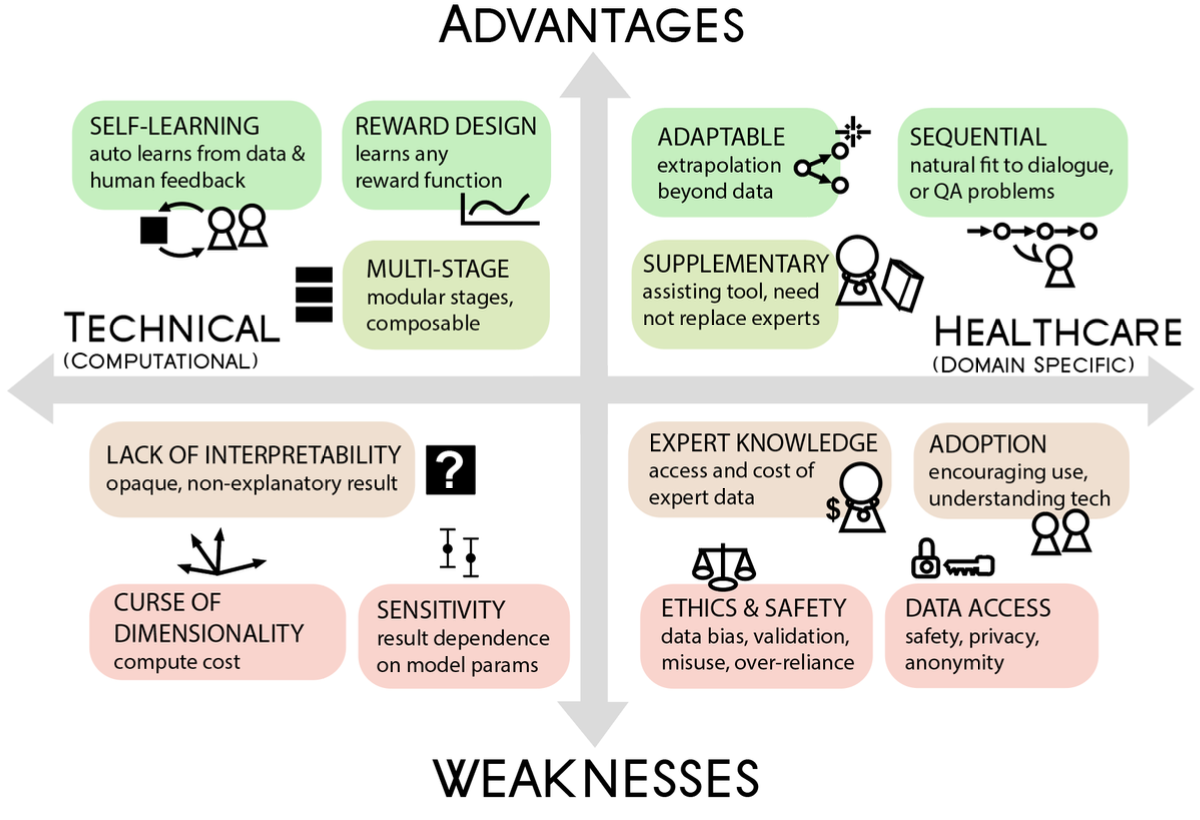 ADVANTAGES
SELF-LEARNING
auto learns from data &
human feedback
REWARD DESIGN
learns any
reward function
MULTI-STAGE
modular stages,
composable
TECHNICAL
(COMPUTATIONAL)
ADAPTABLE
extrapolation
beyond data
SEQUENTIAL
natural fit to dialogue,
or QA problems
SUPPLEMENTARY
assisting tool, need
not replace experts
HEALTHCARE
(DOMAIN SPECIFIC)
LACK OF INTERPRETABILITY
opaque, non-explanatory result
?
CURSE OF
DIMENSIONALITY
compute cost
SENSITIVITY
result dependence
on model params
EXPERT KNOWLEDGE
access and cost of
expert data
$
ADOPTION
encouraging use,
understanding tech
ETHICS & SAFETY
data bias, validation,
misuse, over-reliance
DATA ACCESS
safety, privacy,
anonymity
WEAKNESSES